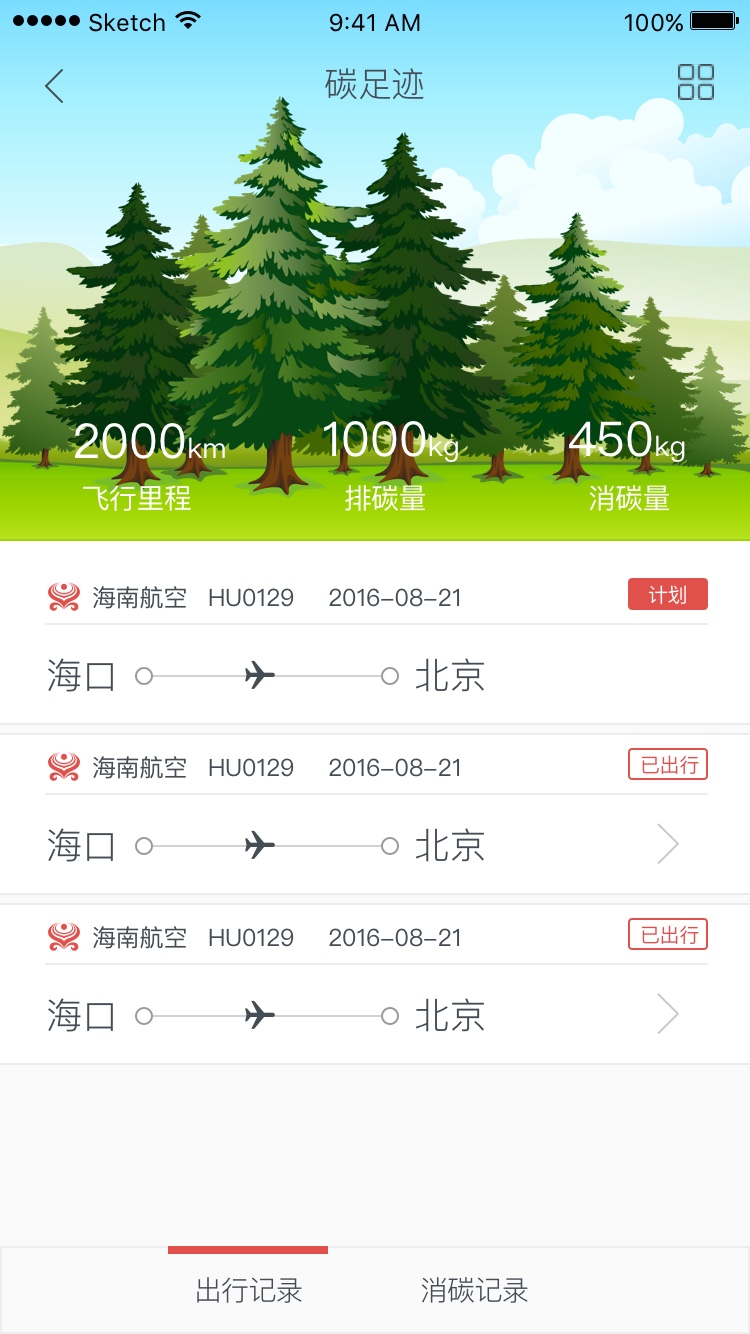 Sketch 9:41 AM 100%
碳足迹
2000km 1000kg 450kg
飞行里程 排碳量 消碳量
海南航空 HU0129 2016-08-21 计划
海口 北京
海南航空 HU0129 2016-08-21 已出行
海口 北京
海南航空 HU0129 2016-08-21 已出行
海口 北京
出行记录 消碳记录